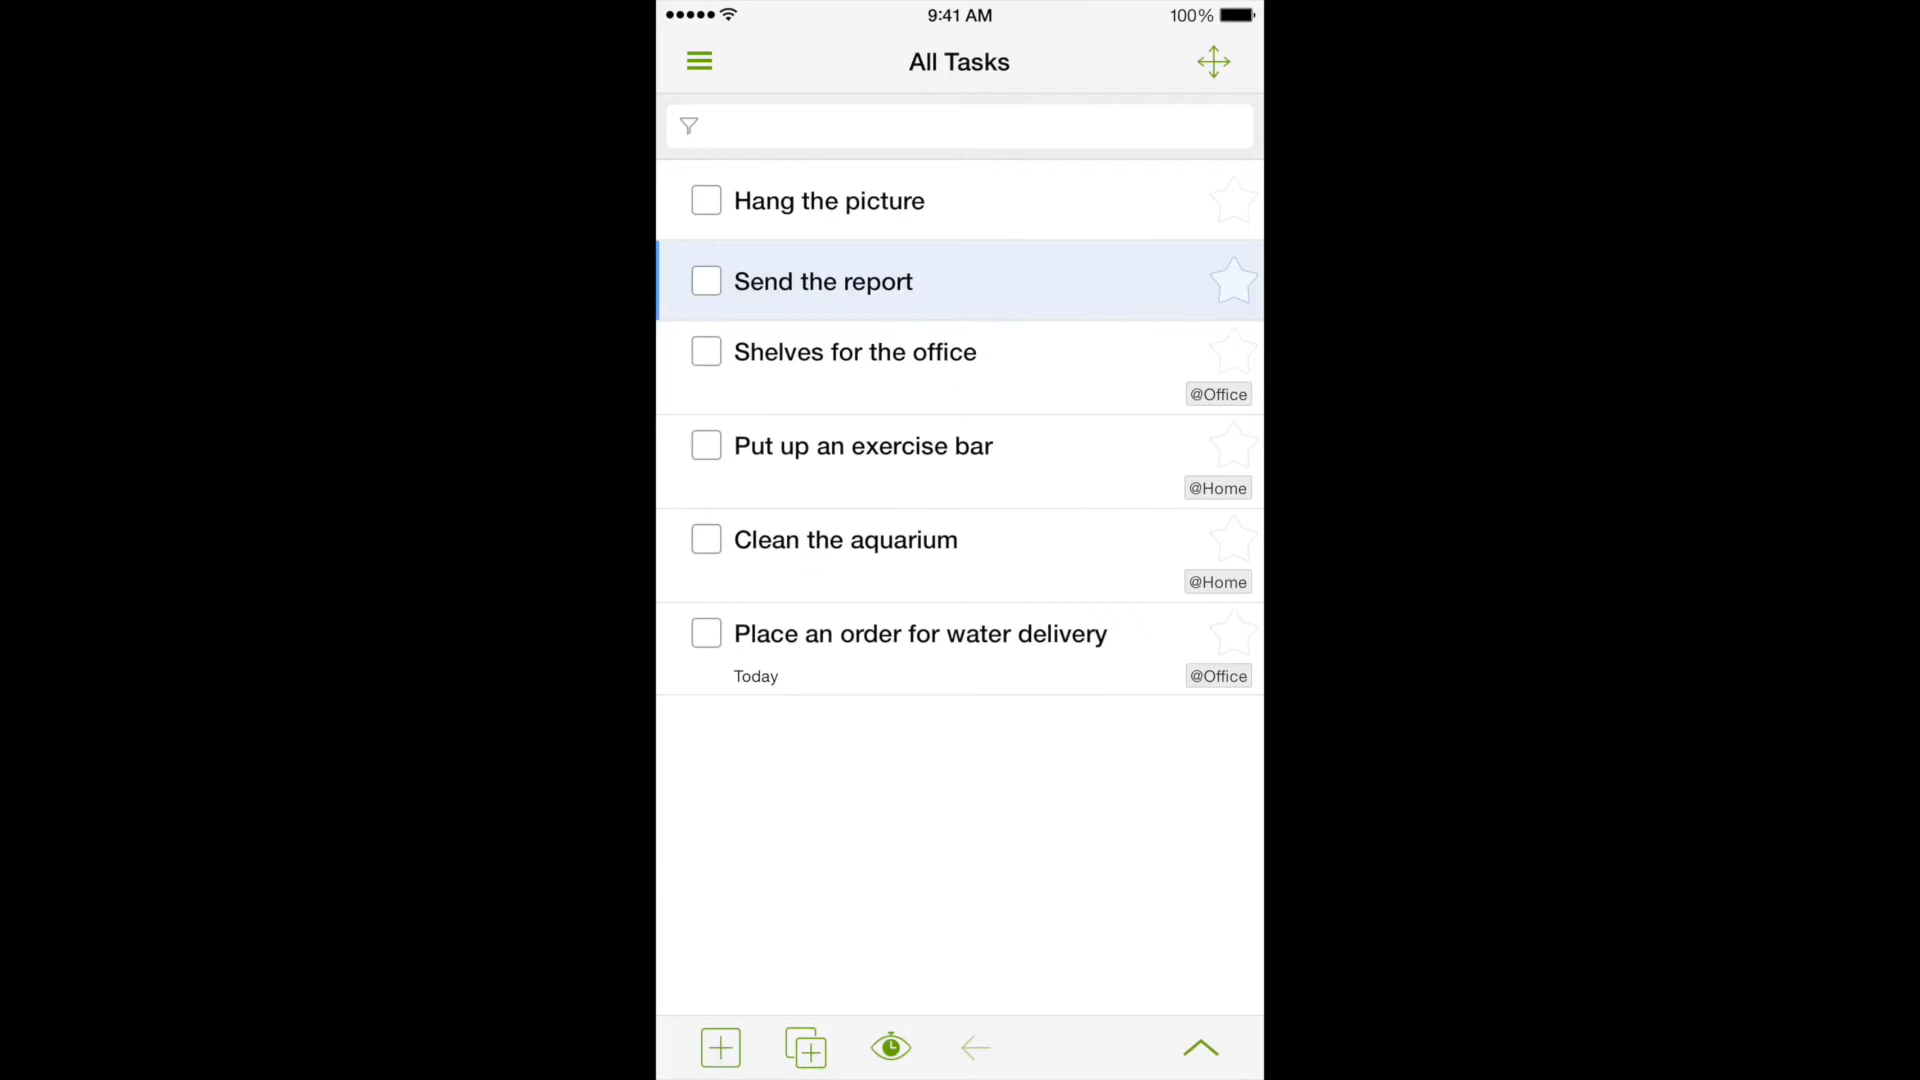 9:41 AM
100%
All Tasks
Hang the picture
Send the report
Shelves for the office
@Office
Put up an exercise bar
@Home
Clean the aquarium
@Home
Place an order for water delivery
Today
@Office